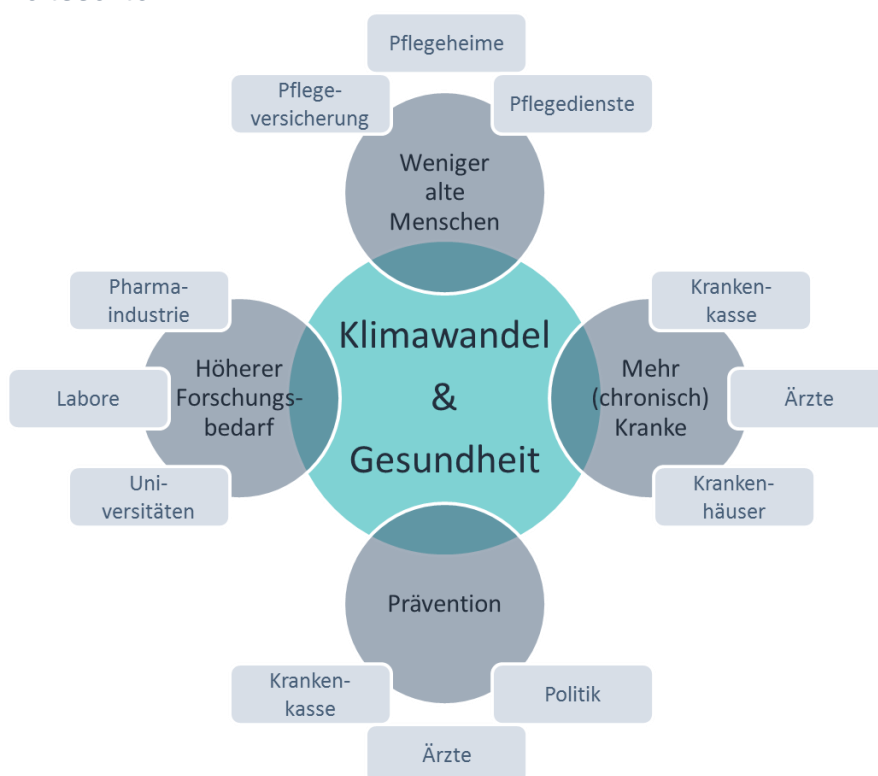 Pflegeheime
Pflege-
versicherung
Pflegedienste
Weniger
alte
Menschen
Pharma-
industrie
Labore
Uni-
versitäten
Höherer
Forschungs-
bedarf
Klimawandel
&
Gesundheit
Mehr
(chronisch)
Kranke
Kranken-
kasse
Ärzte
Kranken-
häuser
Prävention
Kranken-
kasse
Ärzte
Politik